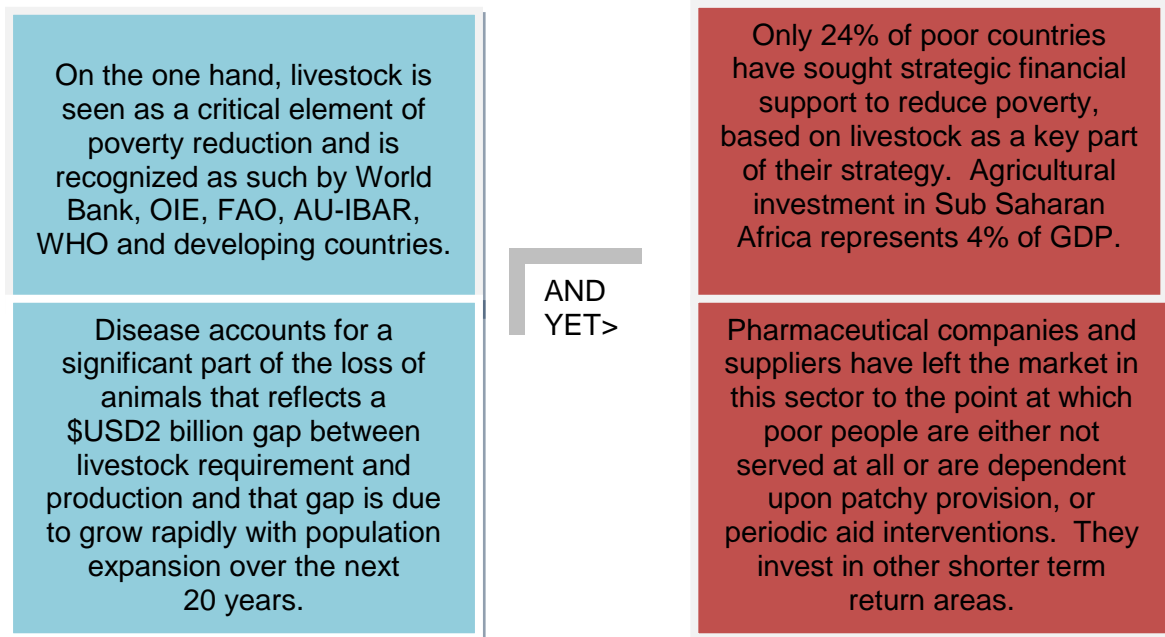 On the one hand, livestock is
seen as a critical element of
poverty reduction and is
recognized as such by World
Bank, OIE, FAO, AU-IBAR,
WHO and developing countries.
Disease accounts for a
significant part of the loss of
animals that reflects a
$USD2 billion gap between
livestock requirement and
production and that gap is due
to grow rapidly with population
expansion over the next
20 years.
AND
YET>
Only 24% of poor countries
have sought strategic financial
support to reduce poverty,
based on livestock as a key part
of their strategy. Agricultural
investment in Sub Saharan
Africa represents 4% of GDP.
Pharmaceutical companies and
suppliers have left the market in
this sector to the point at which
poor people are either not
served at all or are dependent
upon patchy provision, or
periodic aid interventions. They
invest in other shorter term
return areas.